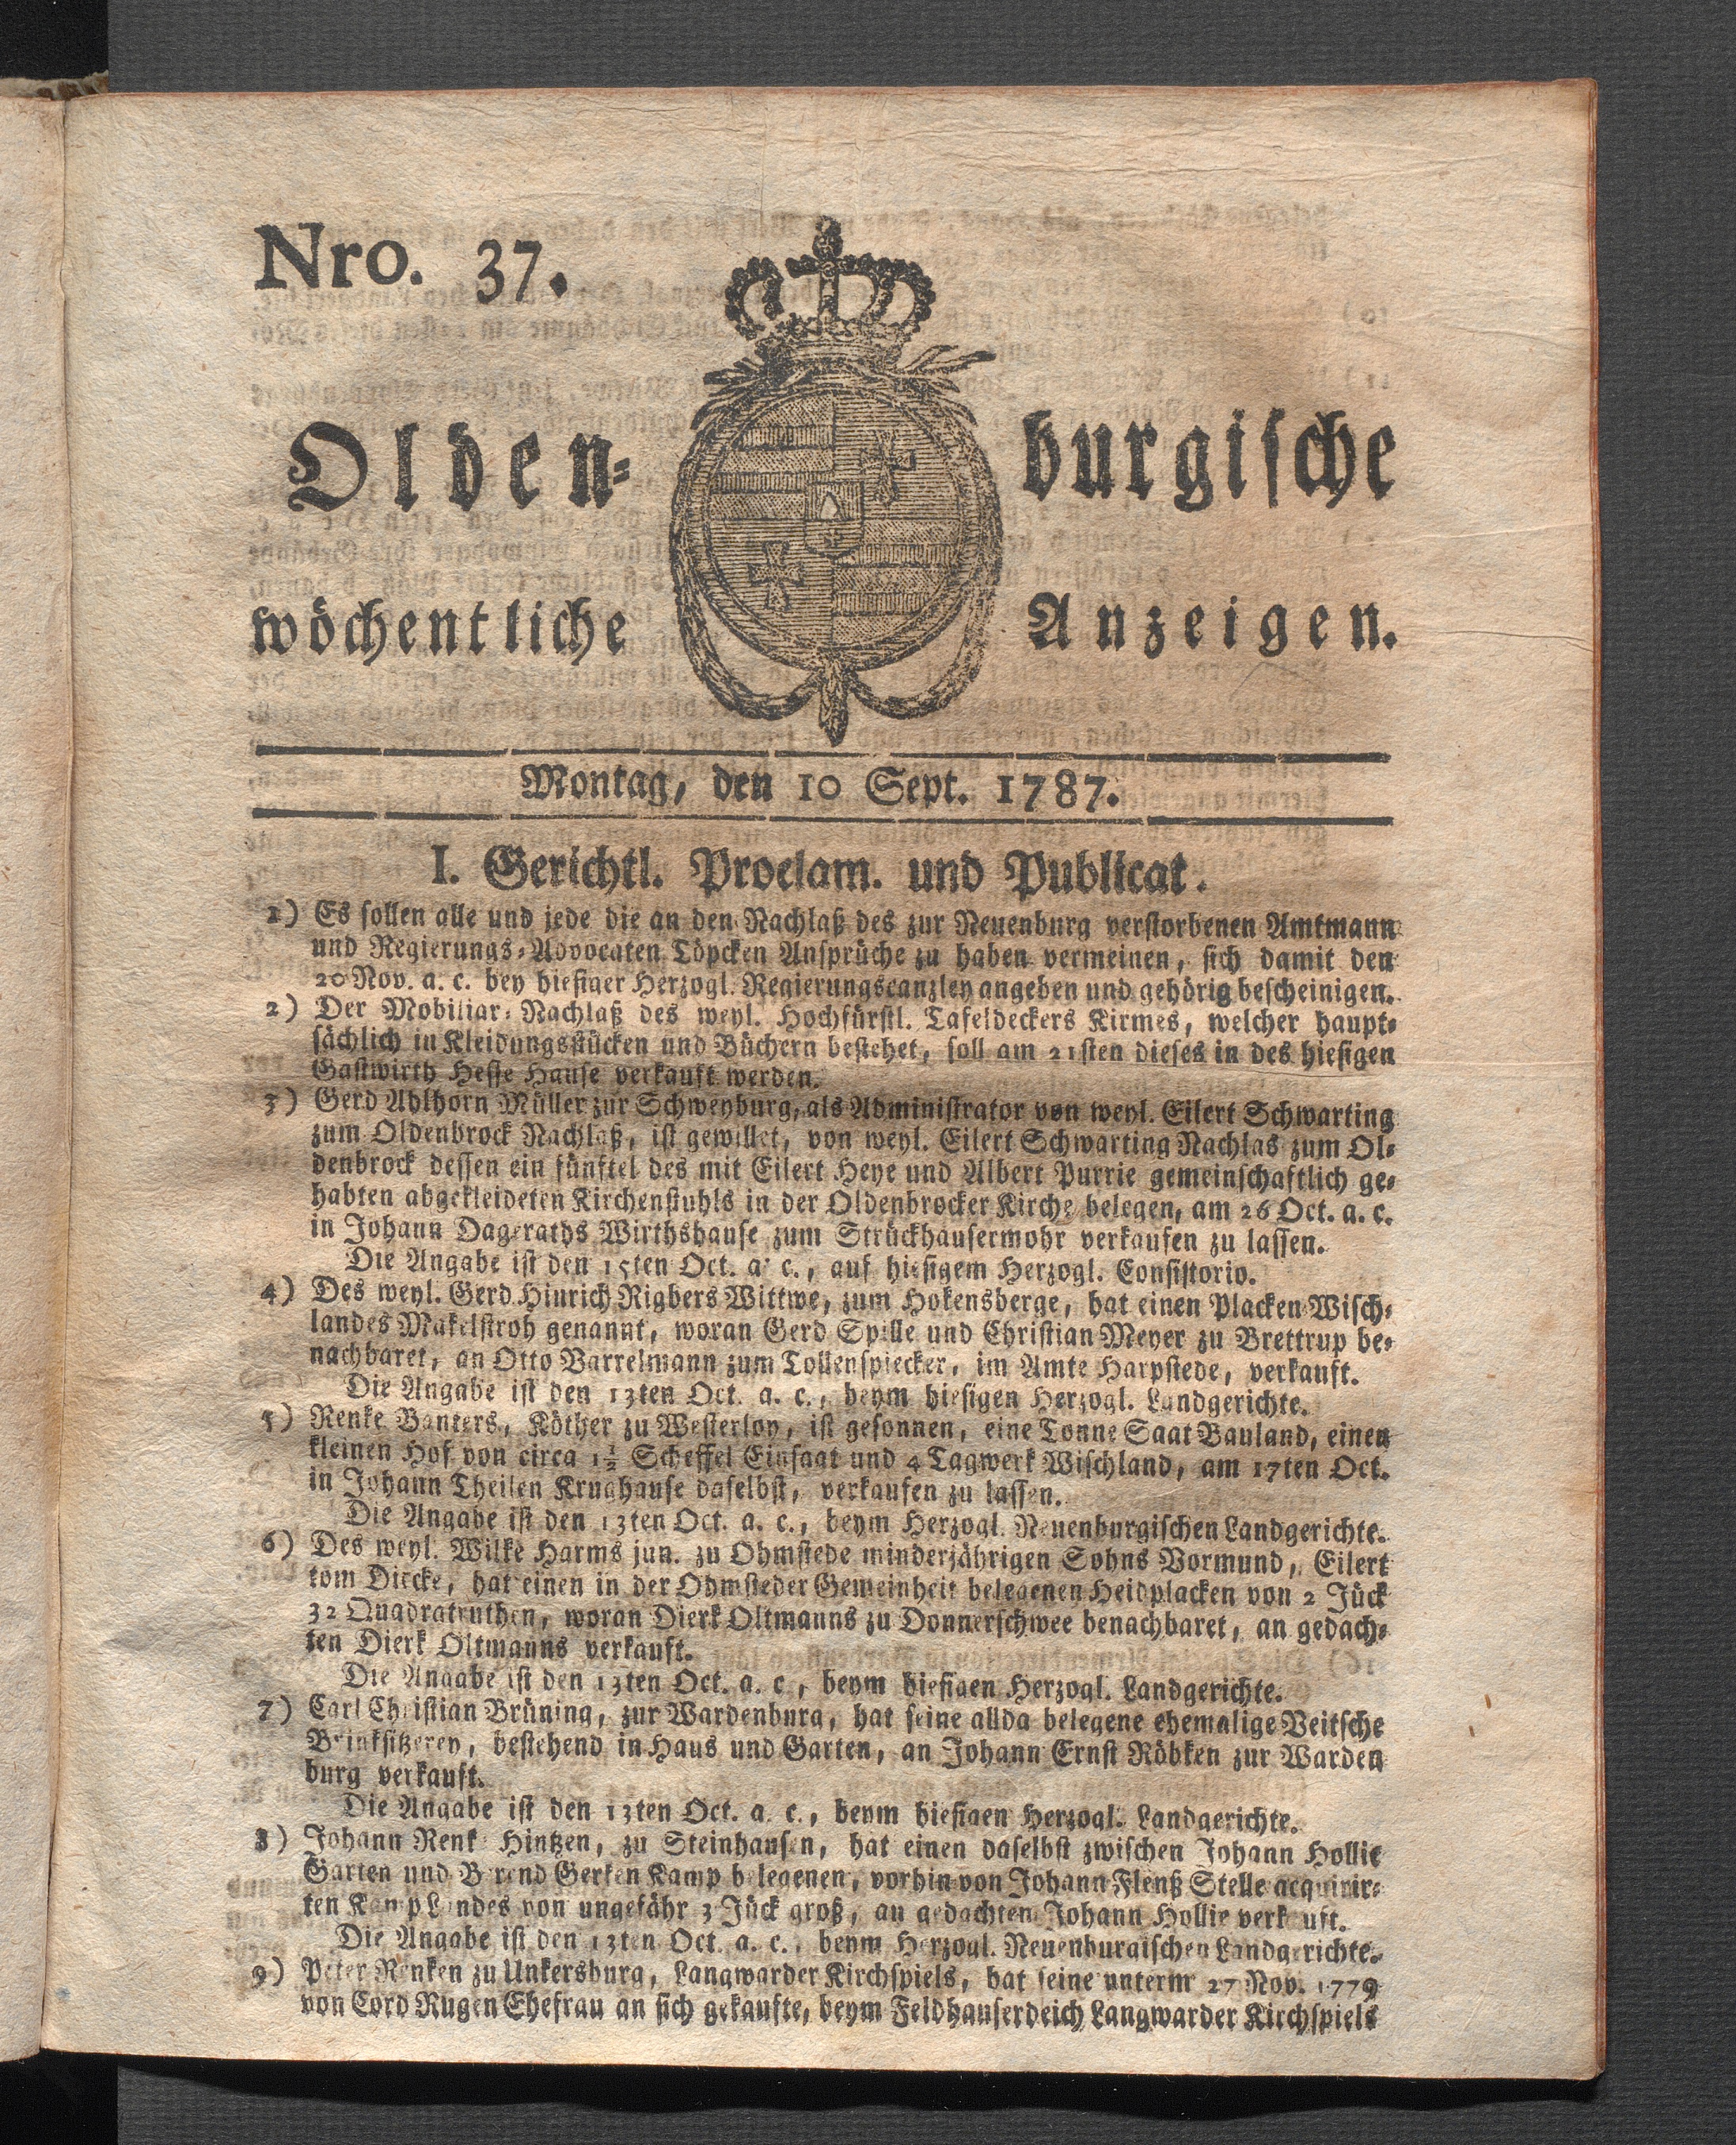 Nro. 37.
Olden- burgische
wöchentliche Anzeigen.
Montag, den 10 Sept. 1787.
I. Gerichtl. Proclam. und Publicat.
1) Es sollen alle und jede die an den Nachlaß des zur Neuenburg verstorbenen Amtmann
und Regierungs-Advocaten Töpcken Ansprüche zu haben vermeinen, sich damit den
20 Nov. a. c. bey hiesiger Herzogl. Regierungscanzley angeben und gehörig bescheinigen.
2) Der Mobiliar-Nachlaß des weyl. Hochfürstl. Tafeldeckers Kirmes, welcher haupt-
sächlich in Kleidungsstücken und Büchern bestehet, soll am 21sten dieses in des hiesigen
Gastwirth Hesse Hause verkauft werden.
3) Gerd Ahlhorn Müller zur Schweyburg, als Administrator von weyl. Eilert Schwarting
zum Oldenbrock Nachlaß, ist gewillet, von weyl. Eilert Schwarting Nachlas zum Ol-
denbrock dessen ein fünftel des mit Eilert Heye und Albert Purrie gemeinschaftlich ge-
habten abgekleideten Kirchenstuhls in der Oldenbrocker Kirche belegen, am 26 Oct. a. c.
in Johann Dageraths Wirthshause zum Strückhausermohr verkaufen zu lassen.
Die Angabe ist den 15ten Oct. a. c., auf hiesigem Herzogl. Consistorio.
4) Des weyl. Gerd Hinrich Rigbers Wittwe, zum Hokensberge, hat einen Placken Wisch-
landes Makelstroh genannt, woran Gerd Spille und Christian Meyer zu Brettrup be-
nachbaret, an Otto Varrelmann zum Tollenspiecker, im Amte Harpstede, verkauft.
Die Angabe ist den 13ten Oct. a. c., beym hiesigen Herzogl. Landgerichte.
5) Renke Banters, Köther zu Westerloy, ist gesonnen, eine Tonne Saat Bauland, einen
kleinen Hof von circa 1½ Scheffel Einsaat und 4 Tagwerk Wischland, am 17ten Oct.
in Johann Theilen Krughause daselbst, verkaufen zu lassen.
Die Angabe ist den 13ten Oct. a. c., beym Herzogl. Neuenburgischen Landgerichte.
6) Des weyl. Wilke Harms jun. zu Ohmstede minderjährigen Sohns Vormund, Eilert
tom Diecke, hat einen in der Ohmsteder Gemeinheit belegenen Heidplacken von 2 Jück
32 Quadratruthen, woran Dierk Oltmanns zu Donnerschwee benachbaret, an gedach-
ten Dierk Oltmanns verkauft.
Die Angabe ist den 13ten Oct. a. c, beym hiesigen Herzogl. Landgerichte.
7) Carl Christian Brüning, zur Wardenburg, hat seine allda belegene ehemalige Veitsche
Brinksitzerey, bestehend in Haus und Garten, an Johann Ernst Röbken zur Warden
burg verkauft.
Die Angabe ist den 13ten Oct. a. c., beym hiesigen Herzogl. Landgerichte.
8) Johann Renke Hintzen, zu Steinhausen, hat einen daselbst zwischen Johann Hollie
Garten und Berend Gerken Kamp belegenen, vorhin von Johann Flenß Stelle acquirir-
ten Kamp Landes von ungefähr 3 Jück groß, an gedachten Johann Hollie verkauft.
Die Angabe ist den 13ten Oct. a. c., beym Herzogl. Neuenburgischen Landgerichte.
9) Peter Renken zu Unkersburg, Langwarder Kirchspiels, hat seine unterm 27 Nov. 1779
von Cord Rugen Ehefrau an sich gekaufte, beym Feldhauserdeich Langwarder Kirchspiels